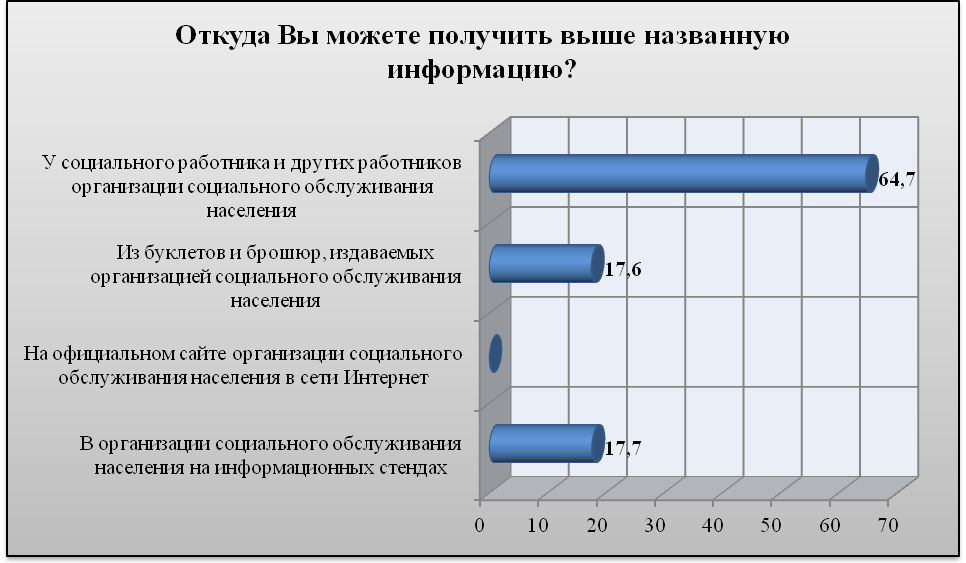 Откуда Вы можете получить выше названную
информацию?
У социального работника и других работников
организации социального обслуживания
населения
64,7
Из буклетов и брошюр, издаваемых
организацией социального обслуживания
населения
17,6
На официальном сайте организации социального
обслуживания населения в сети Интернет
В организации социального обслуживания
населения на информационных стендах
17,7
0 10 20 30 40 50 60 70